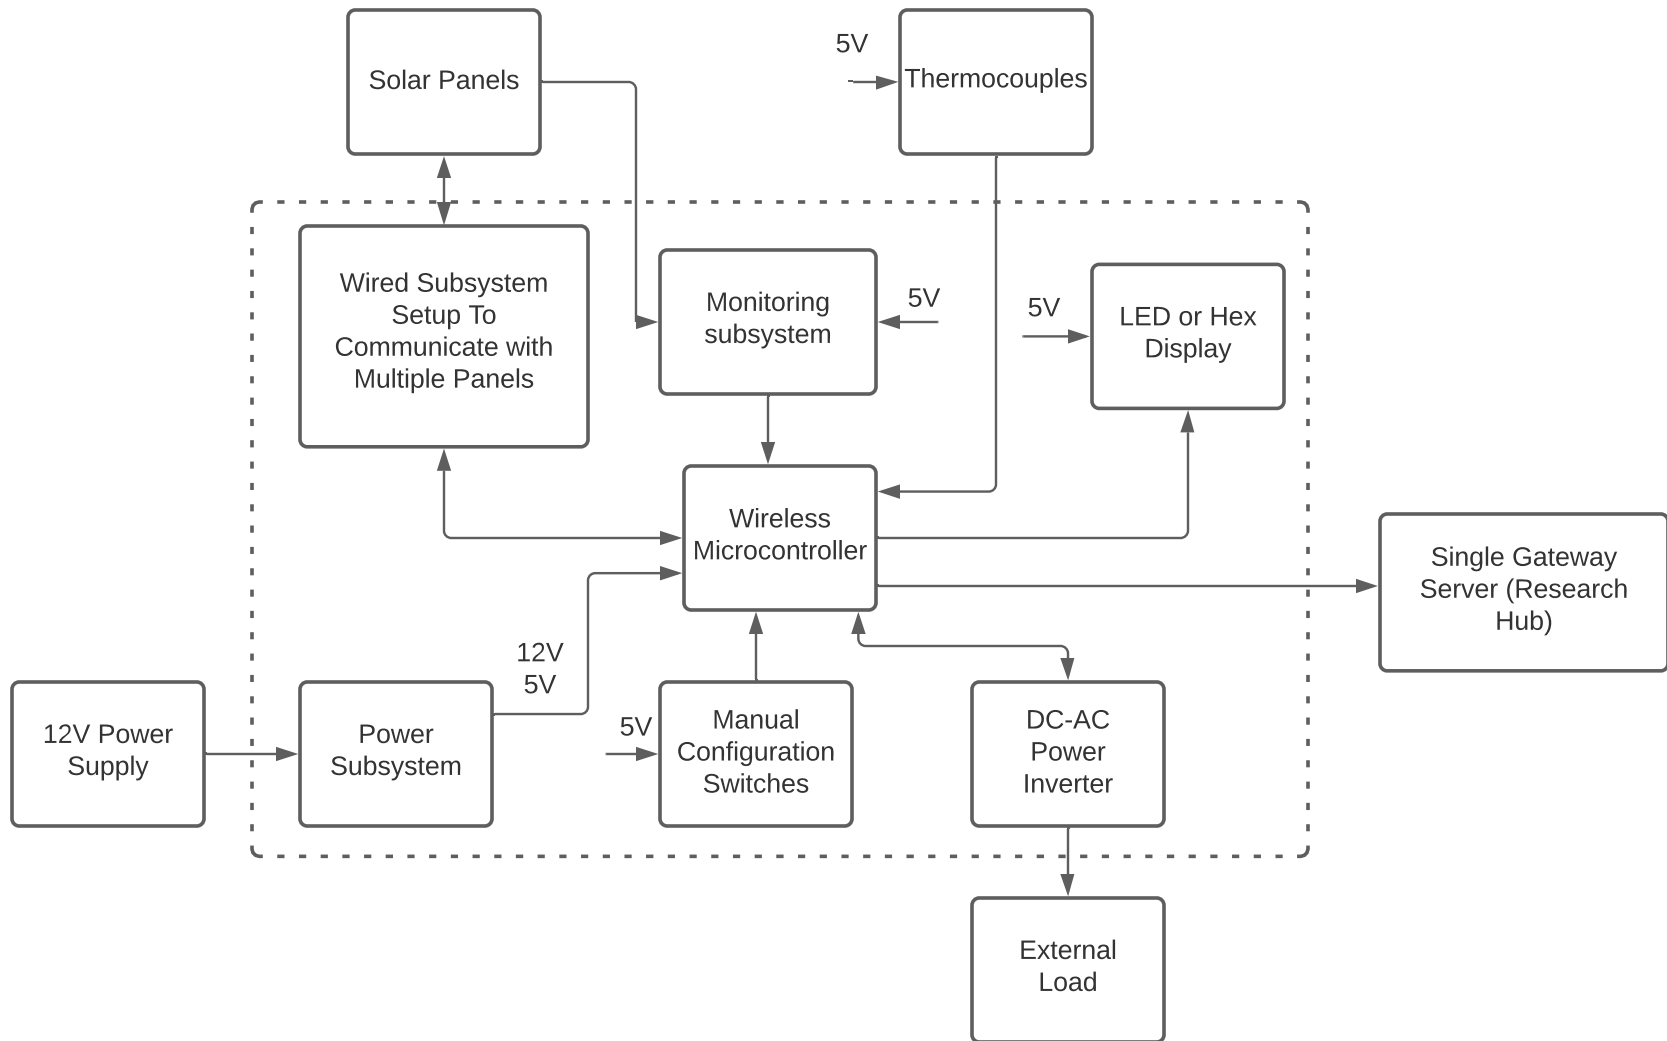 Solar Panels
5V
Thermocouples
Wired Subsystem
Setup To
Communicate with
Multiple Panels
Monitoring
subsystem
5V
5V
LED or Hex
Display
Wireless
Microcontroller
Single Gateway
Server (Research
Hub)
12V
5V
12V Power
Supply
Power
Subsystem
5V
Manual
Configuration
Switches
DC-AC
Power
Inverter
External
Load